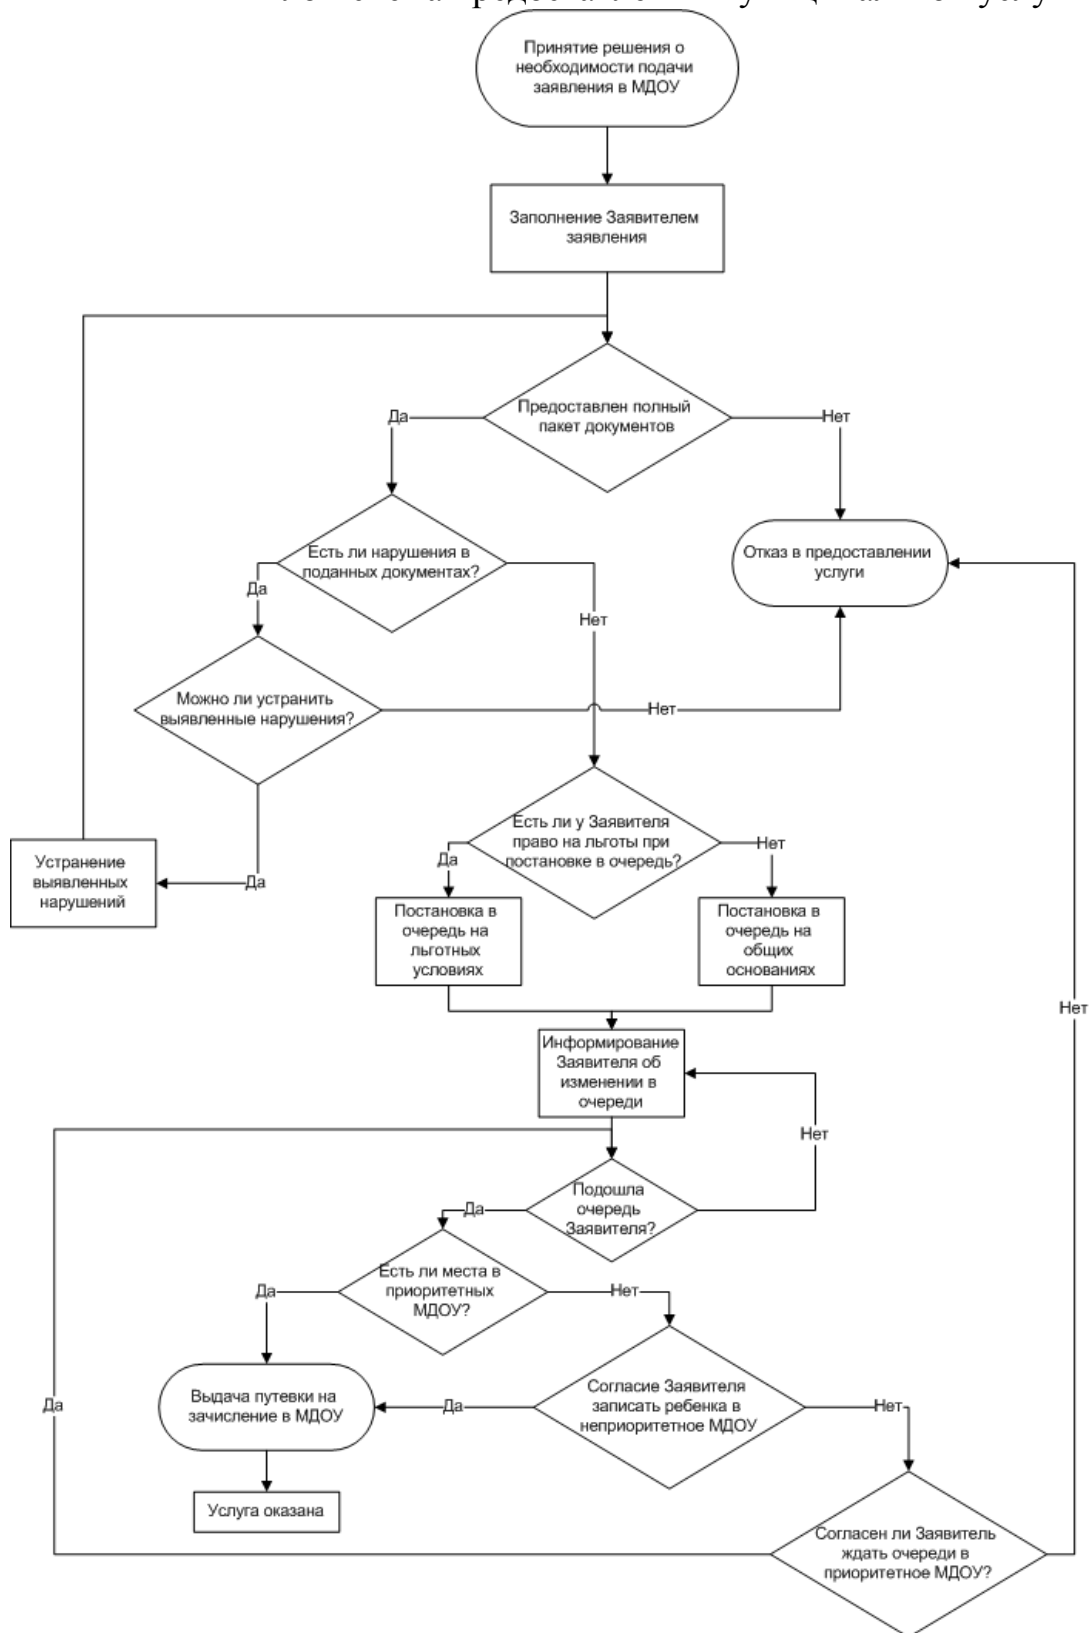 Принятие решения о
необходимости подачи
заявления в МДОУ
Заполнение Заявителем
заявления
Предоставлен полный
пакет документов
Да
Нет
Есть ли нарушения в
поданных документах?
Отказ в предоставлении
услуги
Да
Нет
Можно ли устранить
выявленные нарушения?
Нет
Есть ли у Заявителя
право на льготы при
постановке в очередь?
Да
Нет
Устранение
выявленных
нарушений
Да
Постановка в
очередь на
льготных
условиях
Постановка в
очередь на
общих
основаниях
Нет
Информирование
Заявителя об
изменении в
очереди
Нет
Подошла
очередь
Заявителя?
Да
Есть ли места в
приоритетных
МДОУ?
Да
Нет
Выдача путевки на
зачисление в МДОУ
Да
Согласие Заявителя
записать ребенка в
неприоритетное МДОУ
Да
Нет
Услуга оказана
Согласен ли Заявитель
ждать очереди в
приоритетное МДОУ?